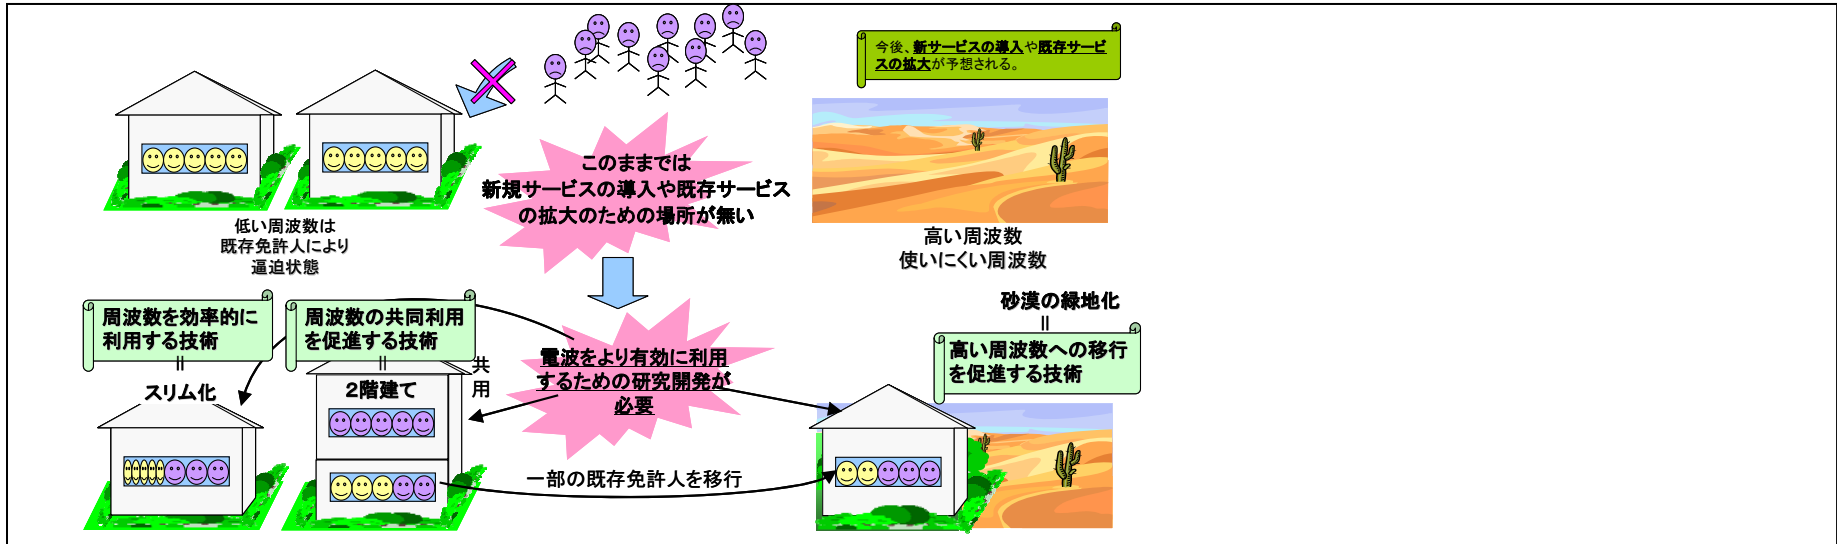 今後、新サービスの導入や既存サービ
スの拡大が予想される。
このままでは
新規サービスの導入や既存サービス
の拡大のための場所が無い
低い周波数は
既存免許人により
逼迫状態
高い周波数
使いにくい周波数
周波数を効率的に
利用する技術
=
スリム化
周波数の共同利用
を促進する技術
=
2階建て
共
用
電波をより有効に利用
するための研究開発が
必要
砂漠の緑地化
=
高い周波数への移行
を促進する技術
一部の既存免許人を移行